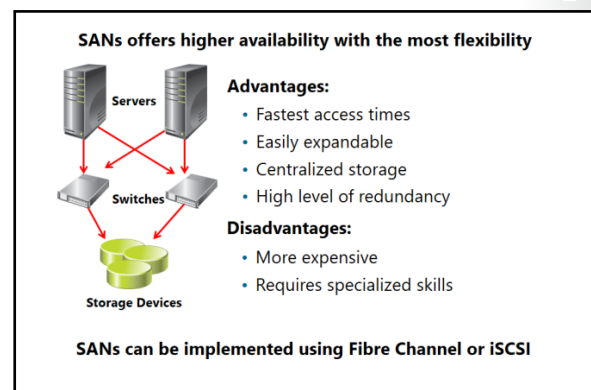 SANs offers higher availability with the most flexibility
Servers
Switches
Storage Devices
Advantages:
• Fastest access times
• Easily expandable
• Centralized storage
• High level of redundancy
Disadvantages:
• More expensive
• Requires specialized skills
SANs can be implemented using Fibre Channel or iSCSI